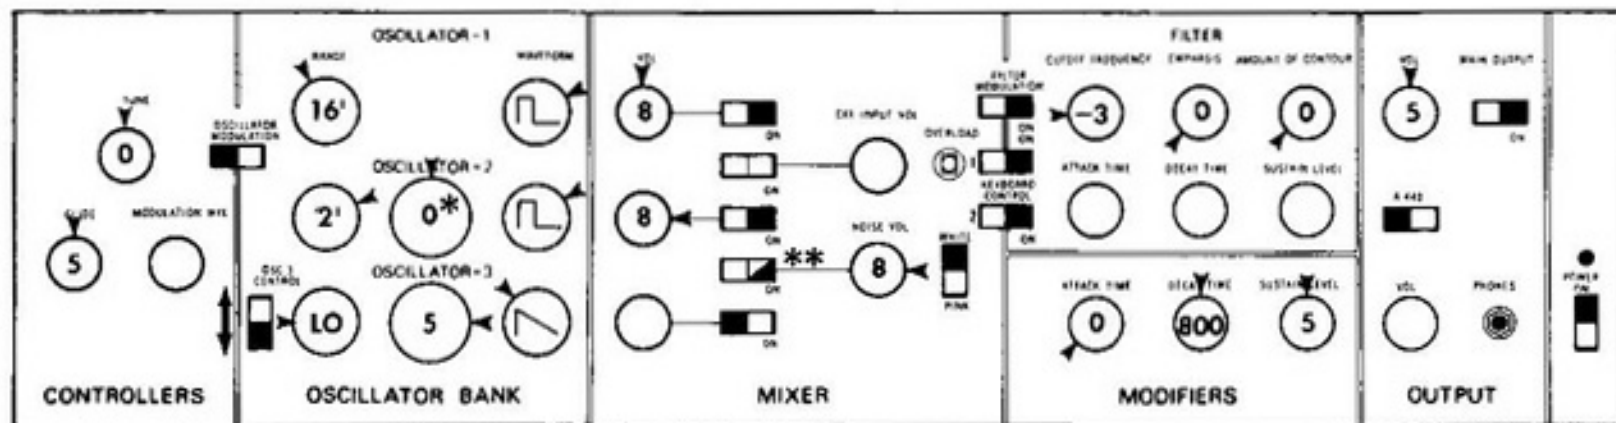 OSCILLATOR-1
RANGE
WAVEFORM
16'
TUNE
0
OSCILLATOR
MODULATION
OSCILLATOR-2
2'
0*
GLIDE
MODULATION MIX
5
OSCILLATOR-3
OSC. 3
CONTROL
LO
5
CONTROLLERS
OSCILLATOR BANK
VOL
8
ON
EXT INPUT VOL
OVERLOAD
ON
8
ON
NOISE VOL
WHITE
**
8
ON
PINK
ON
MIXER
FILTER
CUTOFF FREQUENCY
EMPHASIS
AMOUNT OF CONTOUR
FILTER
MODULATION
ON
ON
-3
0
0
1
KEYBOARD
CONTROL
2
ON
ATTACK TIME
DECAY TIME
SUSTAIN LEVEL
ATTACK TIME
DECAY TIME
SUSTAIN LEVEL
0
800
5
MODIFIERS
VOL
MAIN OUTPUT
5
ON
A-440
VOL
PHONES
OUTPUT
POWER
ON